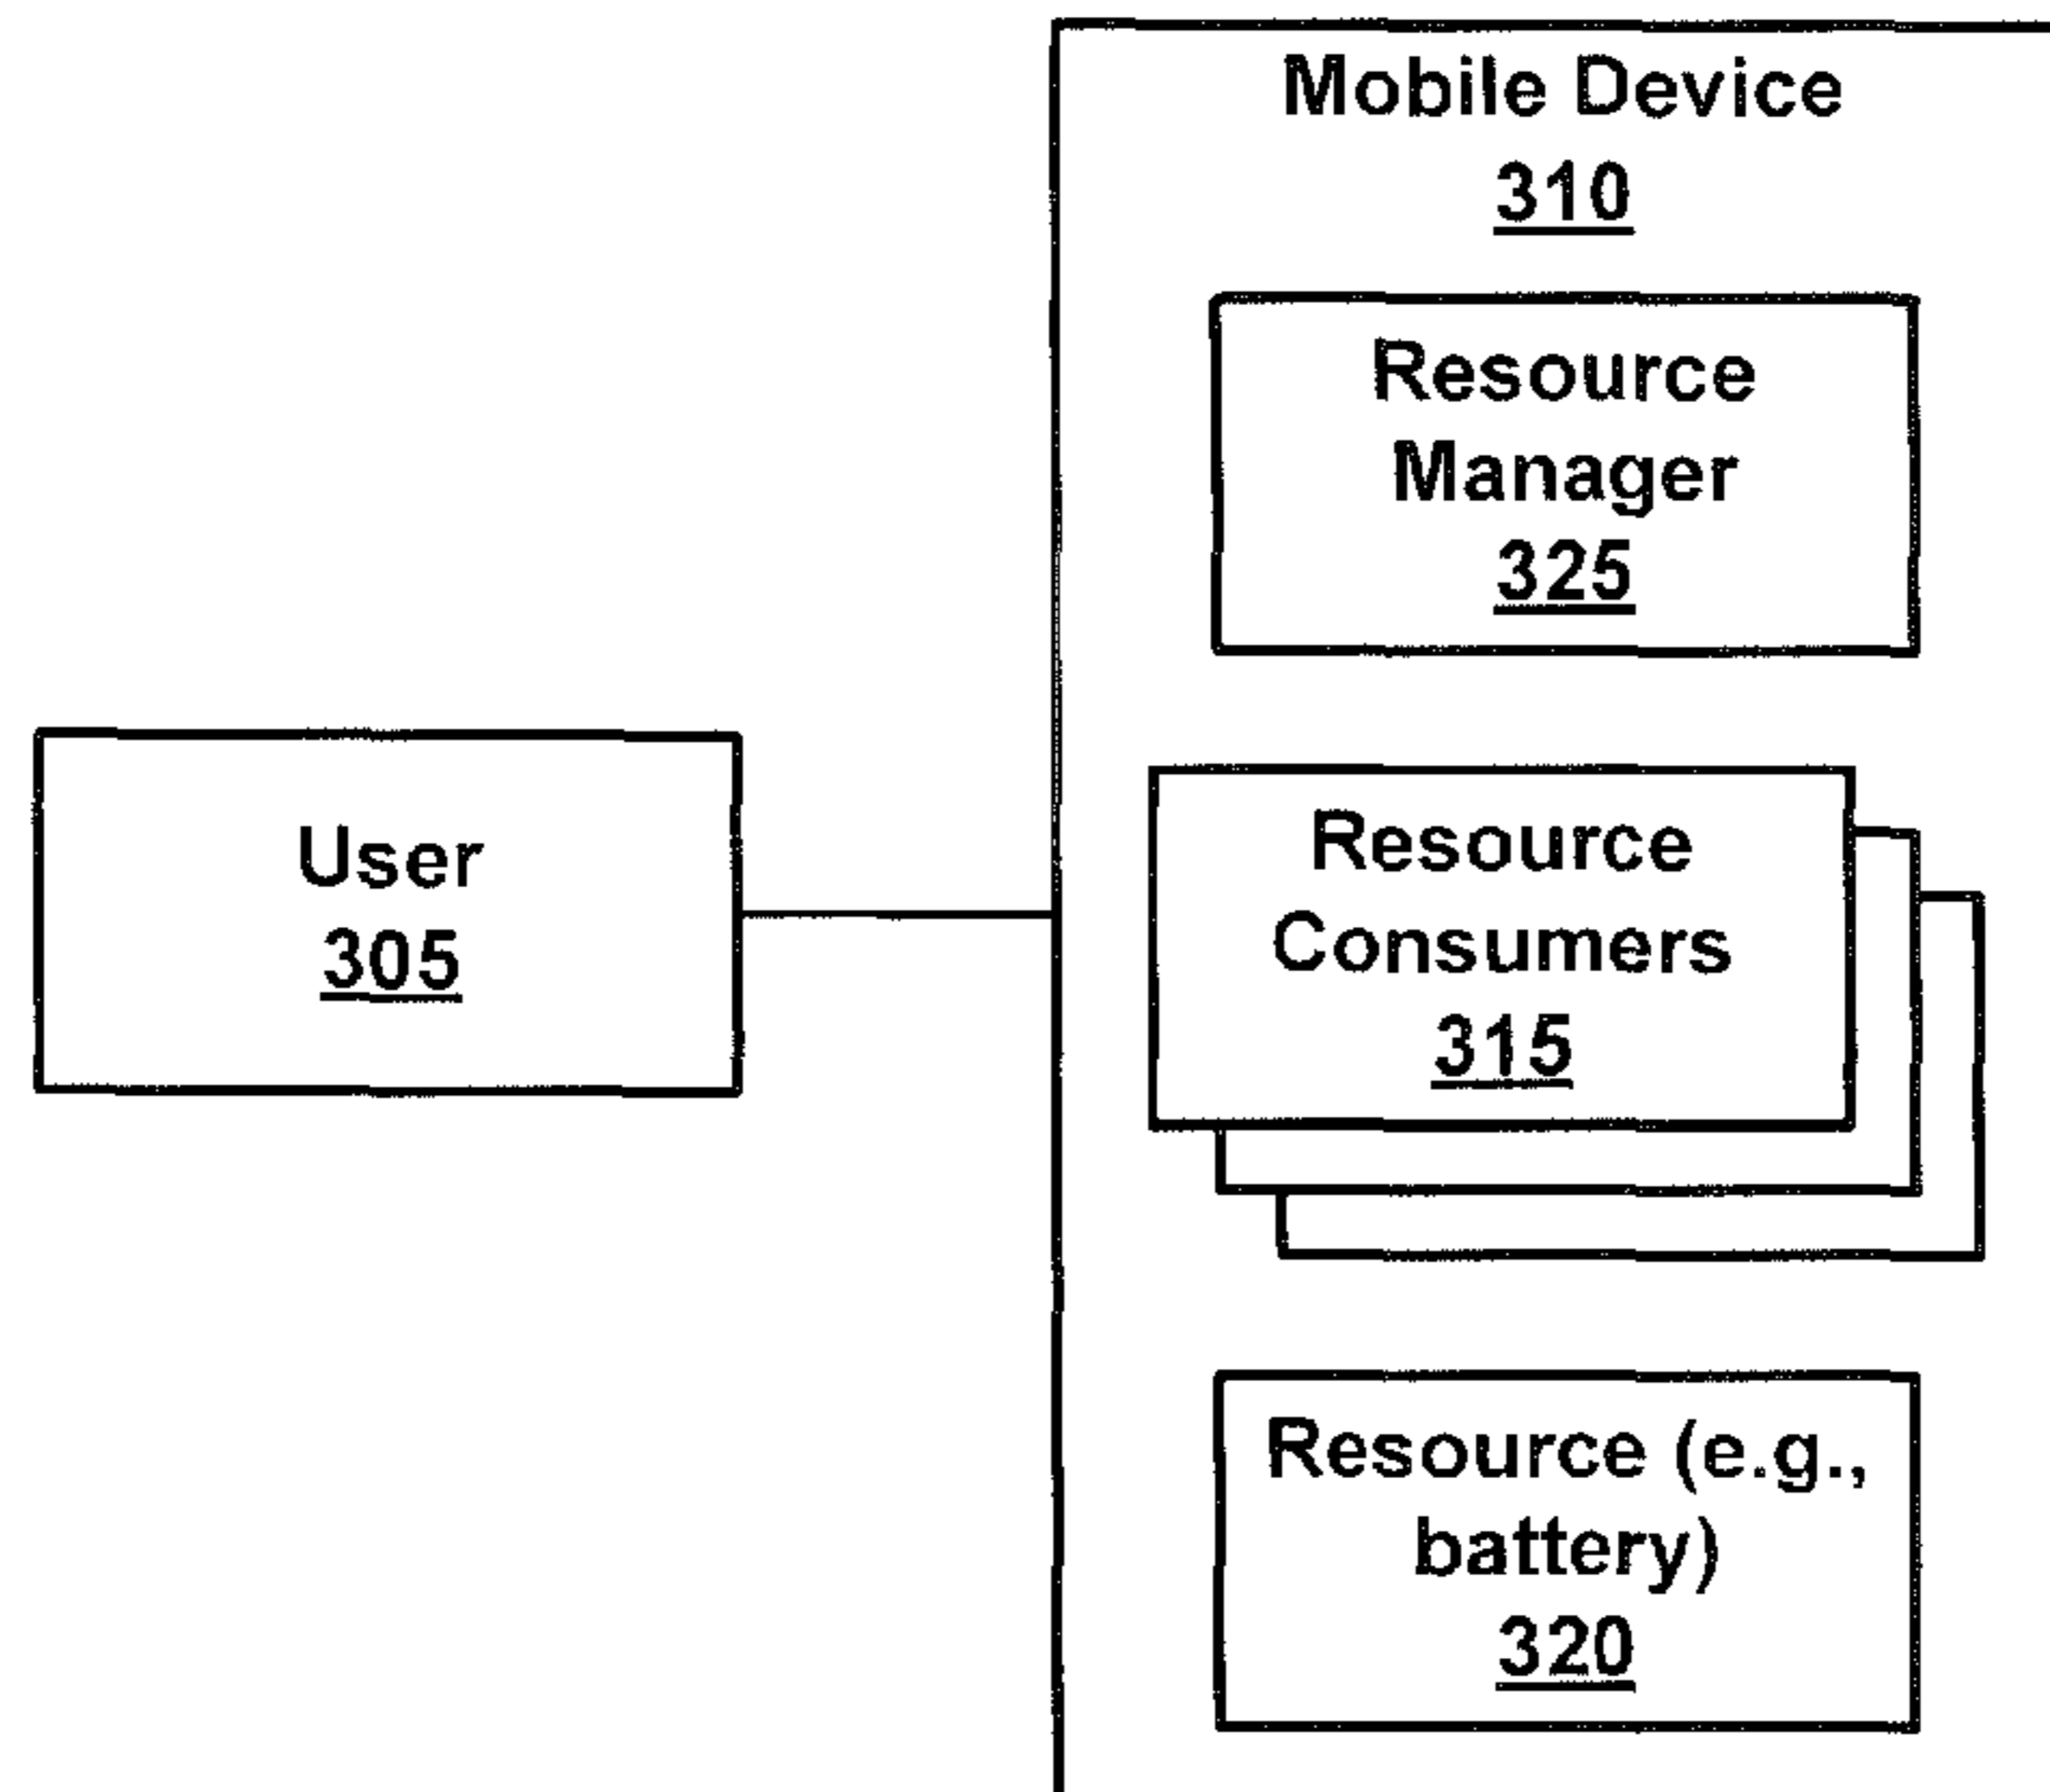 Mobile Device
310
Resource
Manager
325
User
305
Resource
Consumers
315
Resource (e.g.,
battery)
320